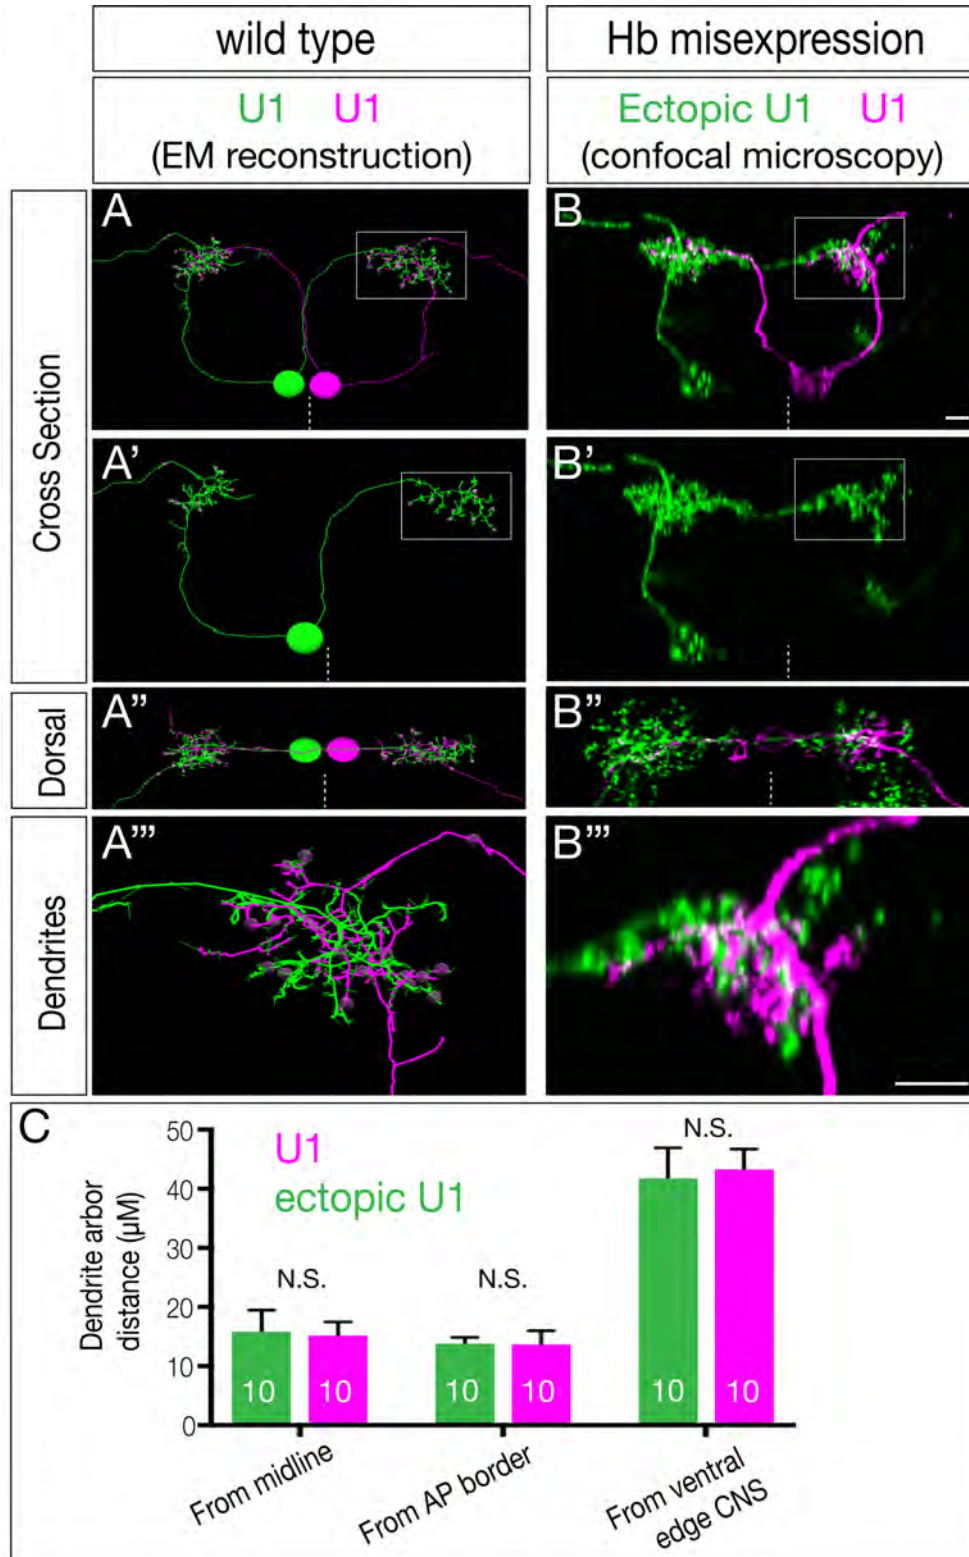 wild type
Hb misexpression
U1 U1
(EM reconstruction)
Ectopic U1 U1
(confocal microscopy)
Cross Section
A
B
A'
B'
Dorsal
A"
B"
Dendrites
A"'
B"'
C
U1
ectopic U1
Dendrite arbor
distance (µM)
50
40
30
20
10
0
N.S.
N.S.
N.S.
10
10
10
10
10
10
From midline
From AP border
From ventral
edge CNS